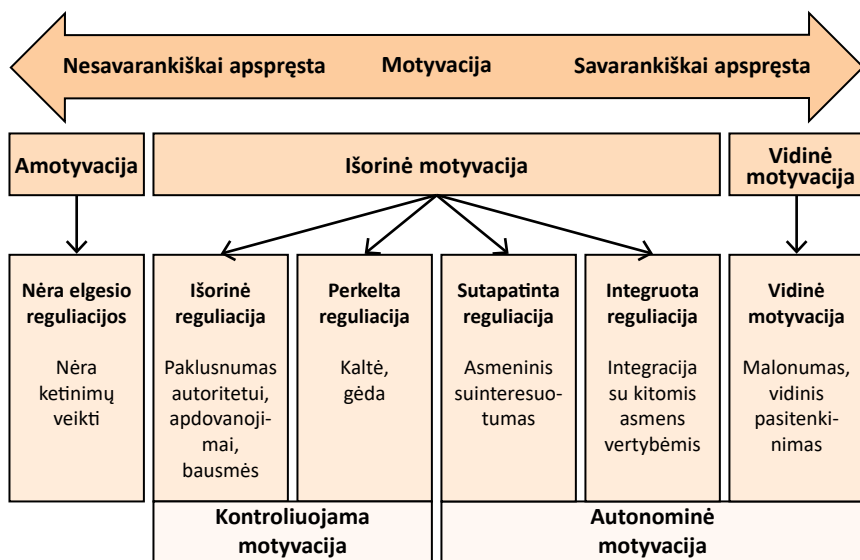 Nesavarankiškai apspręsta Motyvacija Savarankiškai apspręsta
Amotyvacija
Išorinė motyvacija
Vidinė
motyvacija
Nėra elgesio
reguliacijos
Nėra
ketinimų
veikti
Išorinė
reguliacija
Paklusnumas
autoritetui,
apdovanoji-
mai,
bausmės
Perkelta
reguliacija
Kaltė,
gėda
Sutapatinta
reguliacija
Asmeninis
suinteresuo-
tumas
Integruota
reguliacija
Integracija
su kitomis
asmens
vertybėmis
Vidinė
motyvacija
Malonumas,
vidinis
pasitenki-
nimas
Kontroliuojama
motyvacija
Autonominė
motyvacija